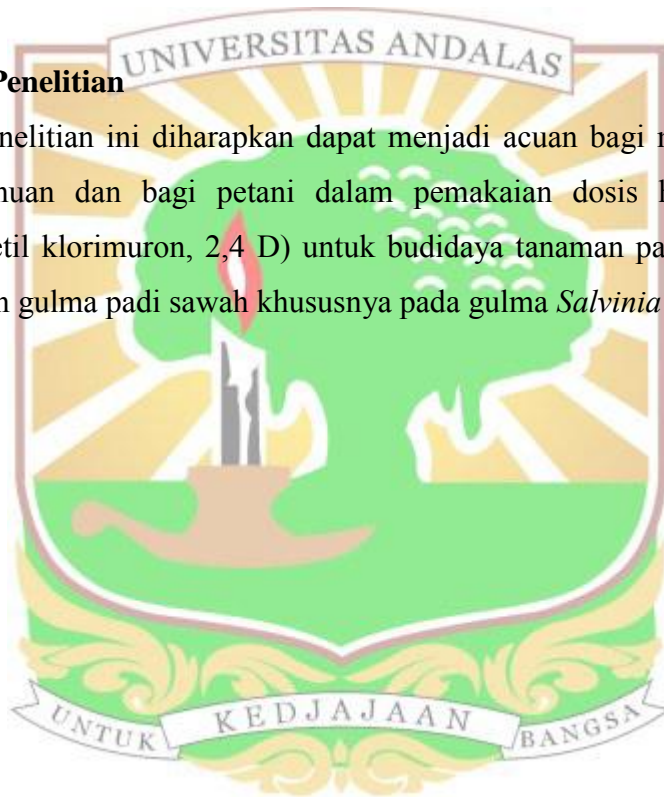 UNIVERSITAS ANDALAS
Penelitian
nelitian ini diharapkan dapat menjadi acuan bagi
nuan dan bagi petani dalam pemakaian dosis
etil klorimuron, 2,4 D) untuk budidaya tanaman pa
n gulma padi sawah khususnya pada gulma Salvinia
UNTUK KEDJAJAAN BANGSA